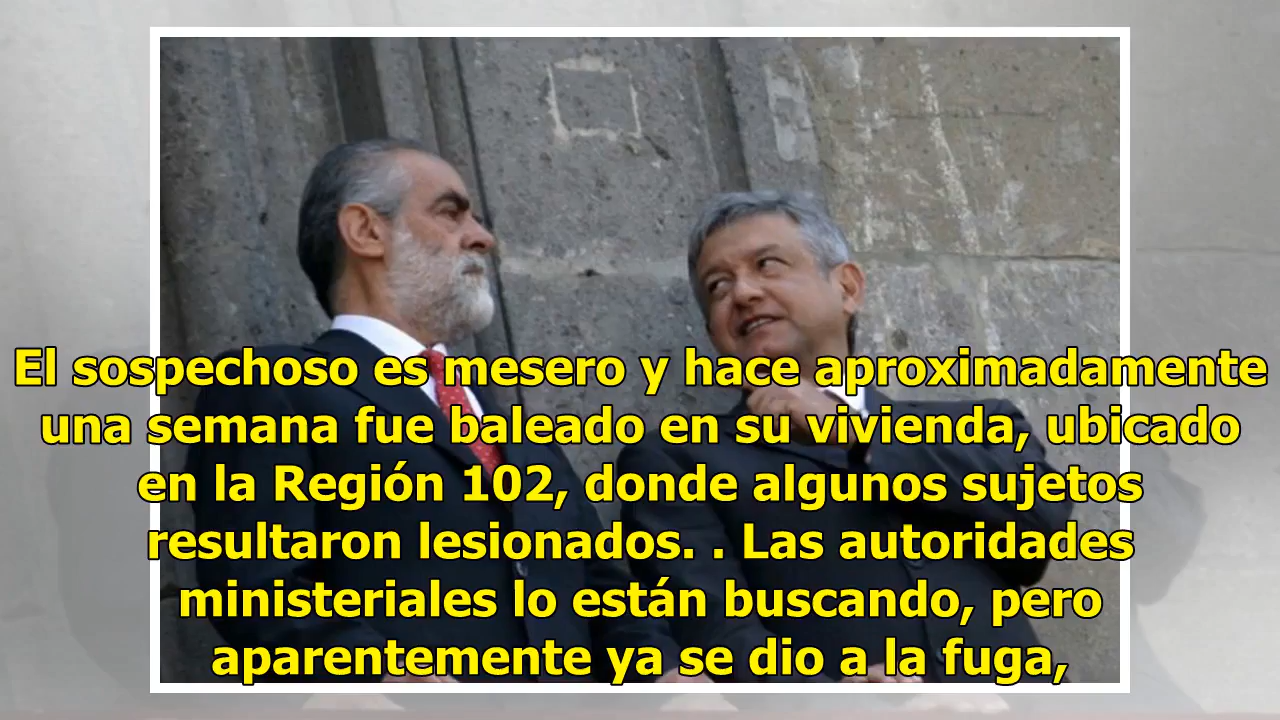 El sospechoso es mesero y hace aproximadamente
una semana fue baleado en su vivienda, ubicado
en la Región 102, donde algunos sujetos
resultaron lesionados. . Las autoridades
ministeriales lo están buscando, pero
aparentemente ya se dio a la fuga,